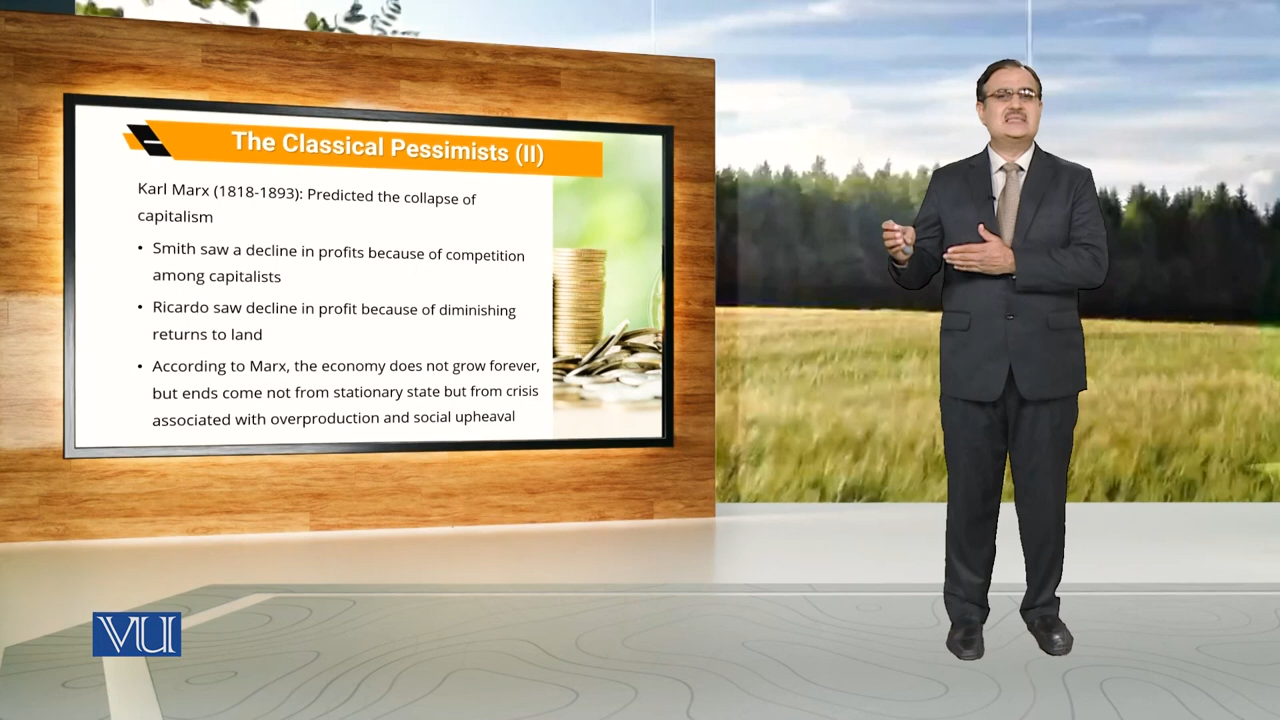 The Classical Pessimists (II)
Karl Marx (1818-1893): Predicted the collapse of
capitalism
• Smith saw a decline in profits because of competition
among capitalists
• Ricardo saw decline in profit because of diminishing
returns to land
• According to Marx, the economy does not grow forever,
but ends come not from stationary state but from crisis
associated with overproduction and social upheaval
VU